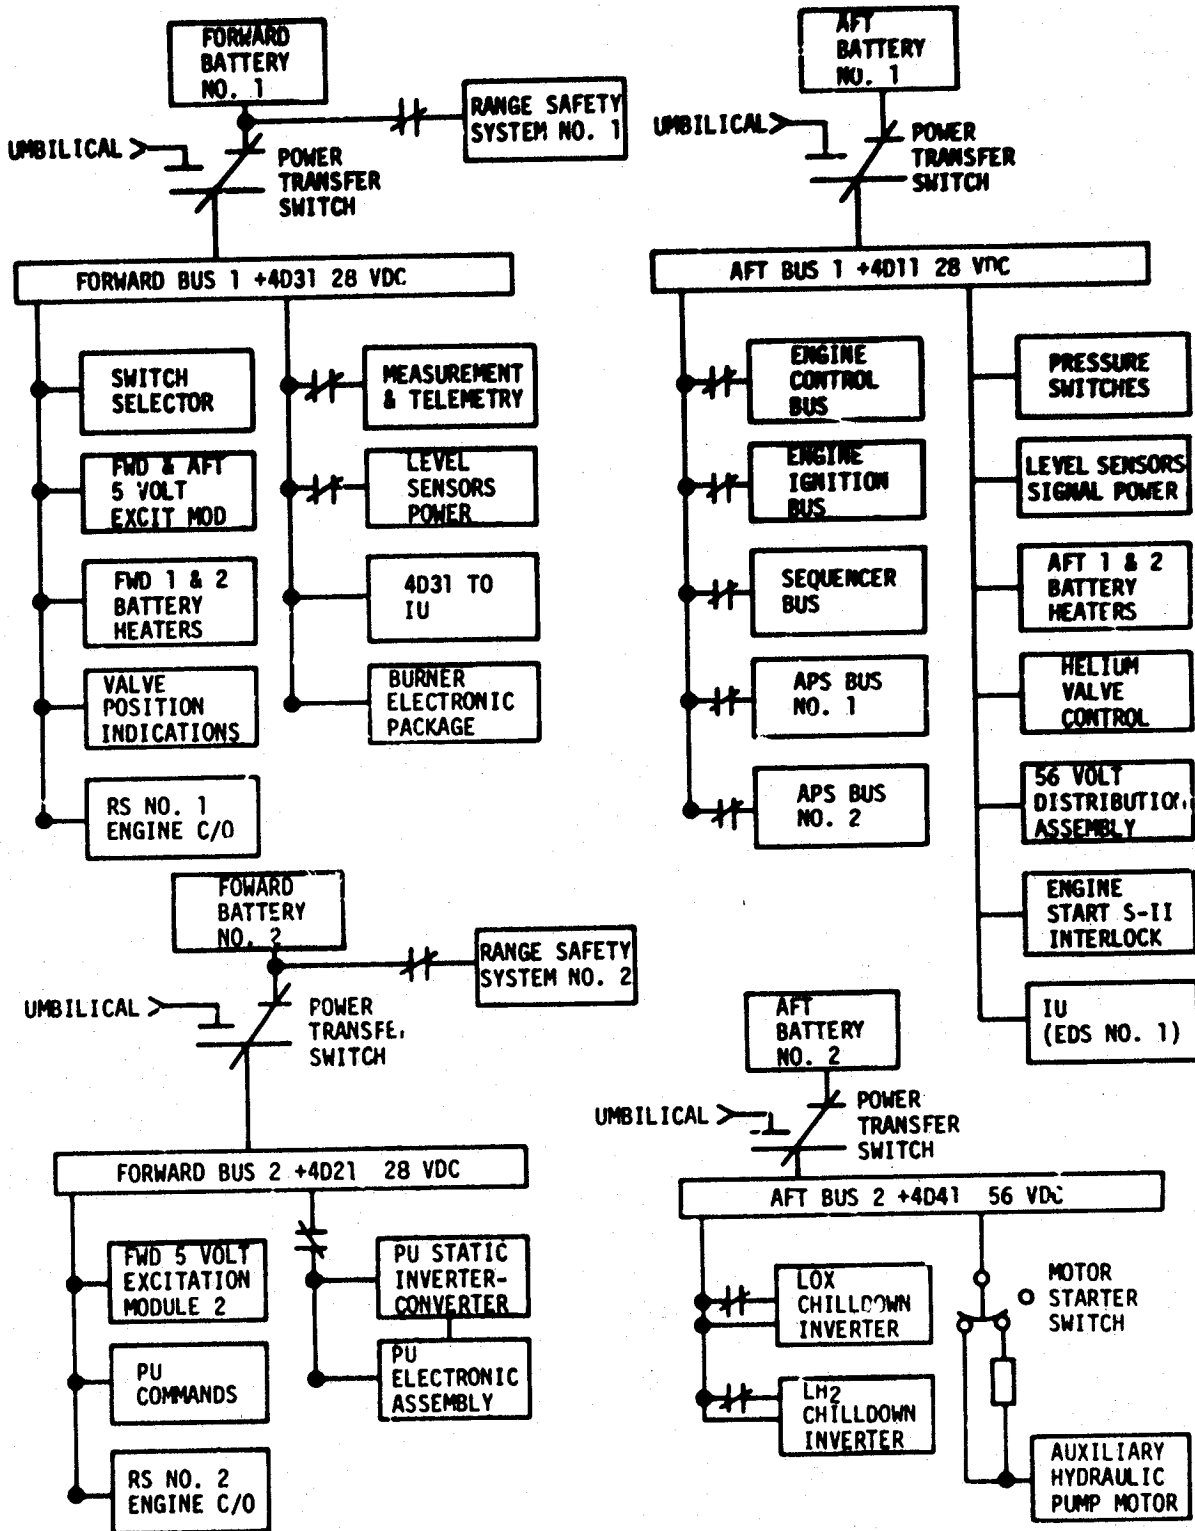 FORWARD
BATTERY
NO. 1
RANGE SAFETY
SYSTEM NO. 1
UMBILICAL
POWER
TRANSFER
SWITCH
FORWARD BUS 1 +4D31 28 VDC
SWITCH
SELECTOR
FWD & AFT
5 VOLT
EXCIT MOD
FWD 1 & 2
BATTERY
HEATERS
VALVE
POSITION
INDICATIONS
RS NO. 1
ENGINE C/O
MEASUREMENT
& TELEMETRY
LEVEL
SENSORS
POWER
4D31 TO
IU
BURNER
ELECTRONIC
PACKAGE
AFT
BATTERY
NO. 1
UMBILICAL
POWER
TRANSFER
SWITCH
AFT BUS 1 +4D11 28 VDC
ENGINE
CONTROL
BUS
ENGINE
IGNITION
BUS
SEQUENCER
BUS
APS BUS
NO. 1
APS BUS
NO. 2
PRESSURE
SWITCHES
LEVEL SENSORS
SIGNAL POWER
AFT 1 & 2
BATTERY
HEATERS
HELIUM
VALVE
CONTROL
56 VOLT
DISTRIBUTION
ASSEMBLY
ENGINE
START S-II
INTERLOCK
IU
(EDS NO. 1)
FOWARD
BATTERY
NO. 2
RANGE SAFETY
SYSTEM NO. 2
UMBILICAL
POWER
TRANSFE
SWITCH
FORWARD BUS 2 +4D21 28 VDC
FWD 5 VOLT
EXCITATION
MODULE 2
PU
COMMANDS
RS NO. 2
ENGINE C/O
PU STATIC
INVERTER-
CONVERTER
PU
ELECTRONIC
ASSEMBLY
AFT
BATTERY
NO. 2
UMBILICAL
POWER
TRANSFER
SWITCH
AFT BUS 2 +4D41 56 VDC
LOX
CHILLDOWN
INVERTER
LH2
CHILLDOWN
INVERTER
MOTOR
STARTER
SWITCH
AUXILIARY
HYDRAULIC
PUMP MOTOR